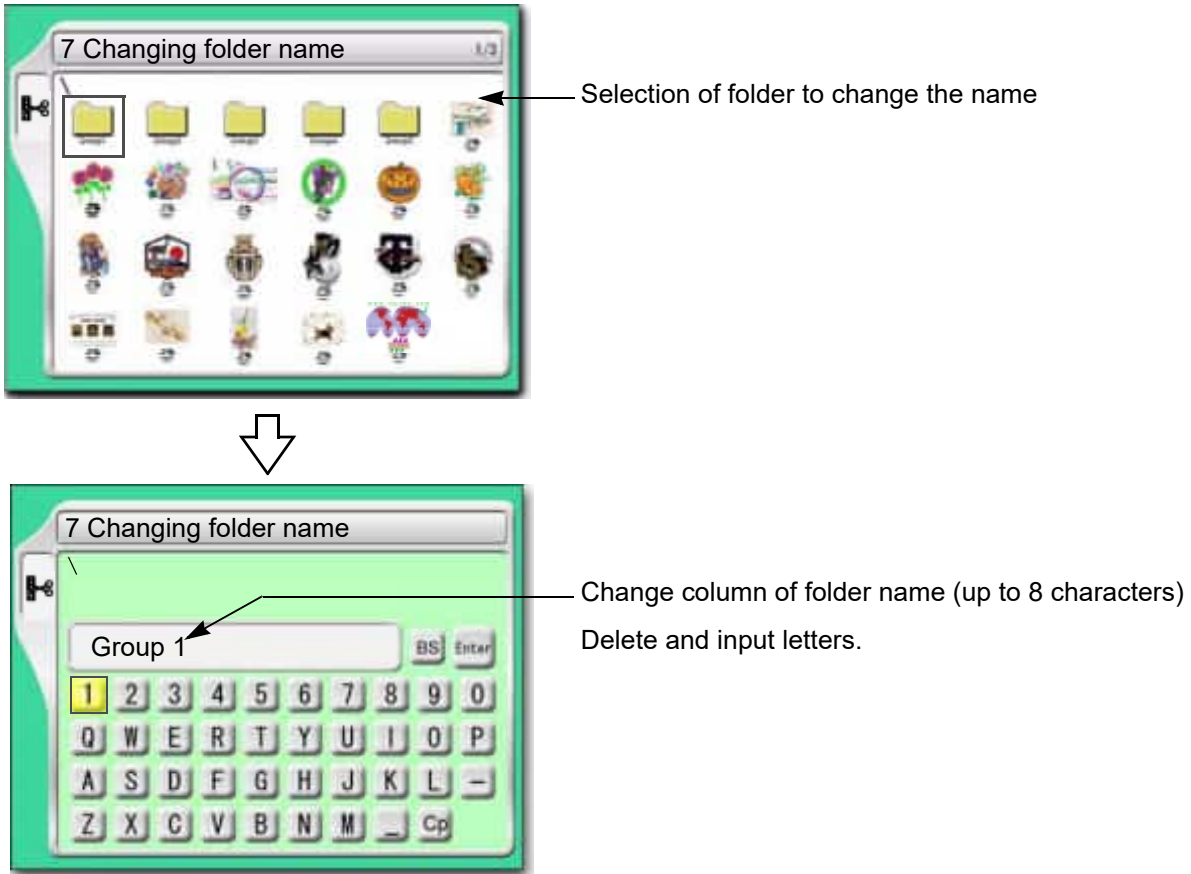 7 Changing folder name 1/3
\
Selection of folder to change the name
7 Changing folder name
\
Change column of folder name (up to 8 characters)
Group 1 BS Enter
Delete and input letters.
1 2 3 4 5 6 7 8 9 0
Q W E R T Y U I O P
A S D F G H J K L −
Z X C V B N M _ Cp